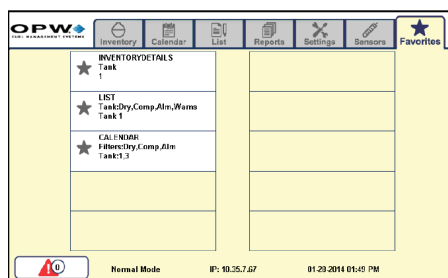 OPW
FUEL MANAGEMENT SYSTEMS
Inventory
Calendar
List
Reports
Settings
Sensors
Favorites
INVENTORYDETAILS
Tank
1
LIST
Tank:Dry,Comp,Alm,Warns
Tank 1
CALENDAR
Filters:Dry,Comp,Alm
Tank:1,3
0
Normal Mode
IP: 10.35.7.67
01-28-2014 01:49 PM